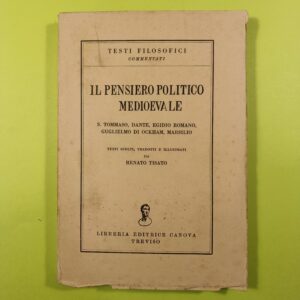 TESTI FILOSOFICI
COMMENTATI
IL PENSIERO POLITICO
MEDIOEVALE
S. TOMMASO, DANTE, EGIDIO ROMANO,
GUGLIELMO DI OCKHAM, MARSILIO
TESTI SCELTI, TRADOTTI E ILLUSTRATI
DA
RENATO TISATO
LIBRERIA EDITRICE CANOVA
TREVISO